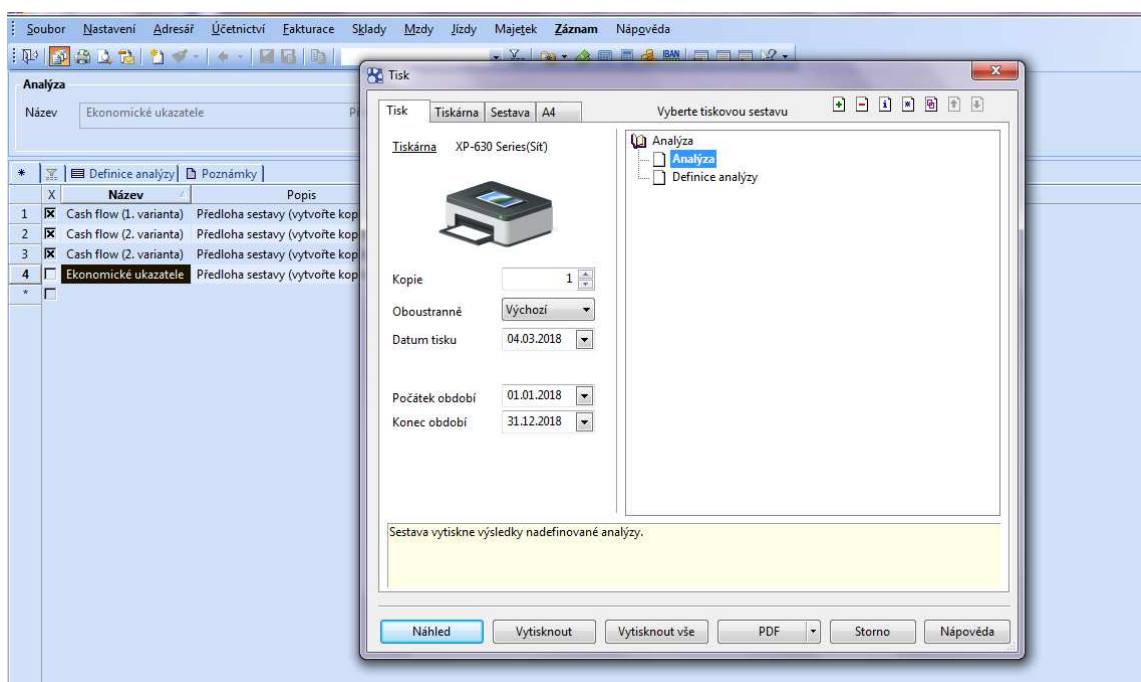 Soubor Nastavení Adresář Účetnictví Fakturace Sklady Mzdy Jízdy Majetek Záznam Nápověda
IBAN
Analýza
Název Ekonomické ukazatele
* Definice analýzy Poznámky
X Název Popis
1 Cash flow (1. varianta) Předloha sestavy (vytvořte kop
2 Cash flow (2. varianta) Předloha sestavy (vytvořte kop
3 Cash flow (2. varianta) Předloha sestavy (vytvořte kop
4 Ekonomické ukazatele Předloha sestavy (vytvořte kop
*
Tisk
Tisk Tiskárna Sestava A4 Vyberte tiskovou sestavu
Tiskárna XP-630 Series(Síť)
Analýza
Analýza
Definice analýzy
Kopie 1
Oboustranně Výchozí
Datum tisku 04.03.2018
Počátek období 01.01.2018
Konec období 31.12.2018
Sestava vytiskne výsledky nadefinované analýzy.
Náhled Vytisknout Vytisknout vše PDF Storno Nápověda